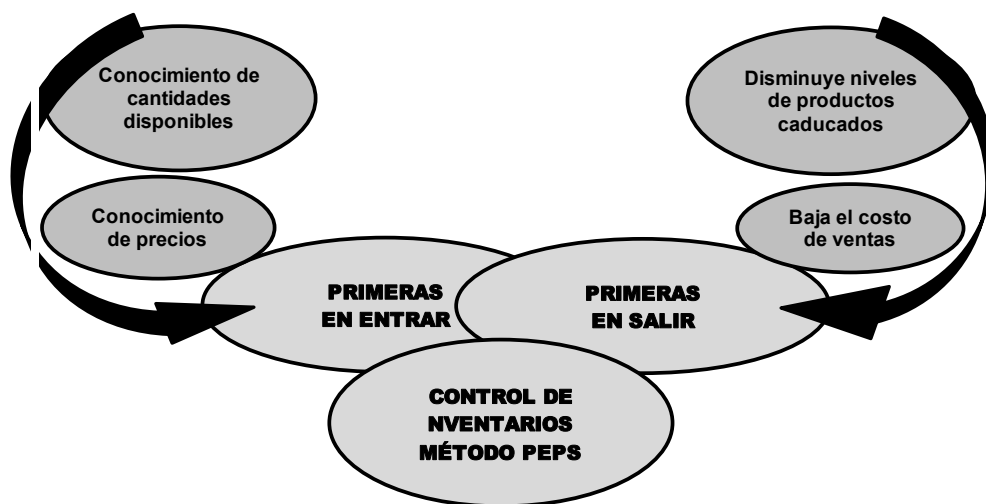 Conocimiento de
cantidades
disponibles
Disminuye niveles
de productos
caducados
Conocimiento
de precios
Baja el costo
de ventas
PRIMERAS
EN ENTRAR
PRIMERAS
EN SALIR
CONTROL DE
NVENTARIOS
MÉTODO PEPS